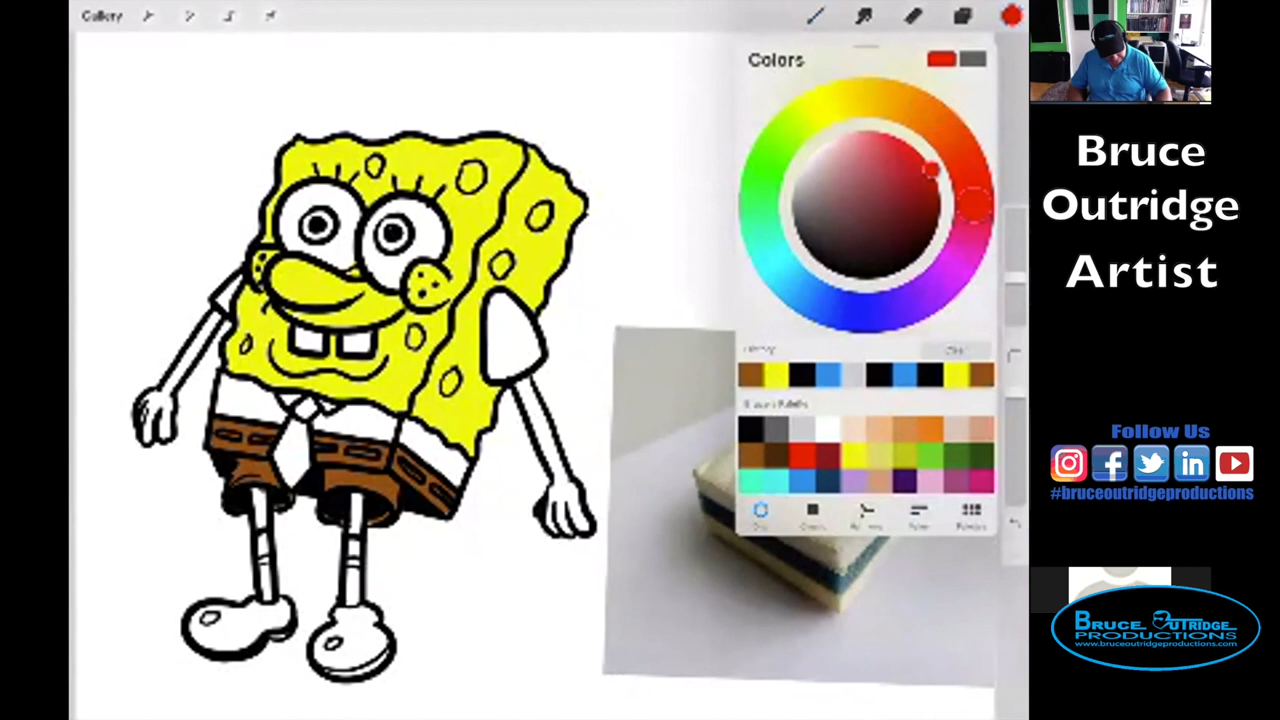 Gallery
Colors
Bruce
Outridge
Artist
Follow Us
#bruceoutridgeproductions
BRUCE OUTRIDGE
PRODUCTIONS
www.bruceoutridgeproductions.com